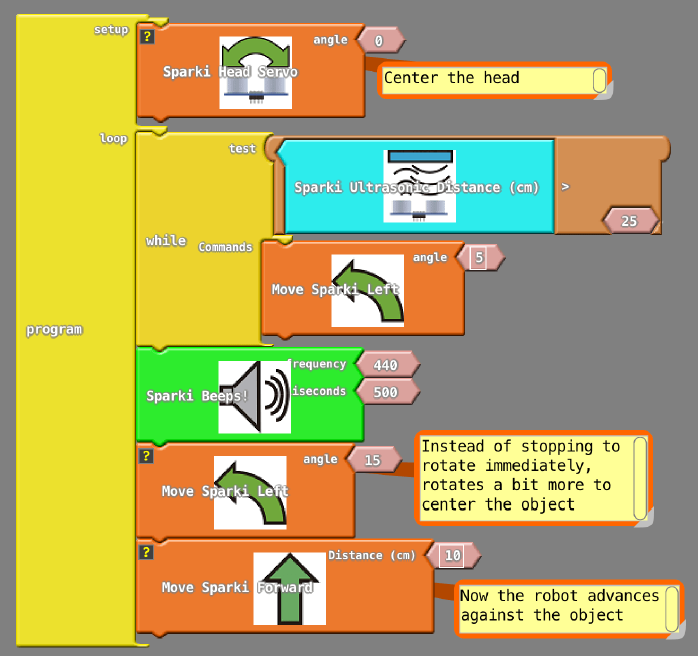 setup
?
Sparki Head Servo
angle
0
Center the head
loop
while
test
Sparki Ultrasonic Distance (cm)
>
25
Commands
Move Sparki Left
angle
5
program
Sparki Beeps!
requency
440
iseconds
500
?
Move Sparki Left
angle
15
Instead of stopping to
rotate immediately,
rotates a bit more to
center the object
?
Move Sparki Forward
Distance (cm)
10
Now the robot advances
against the object